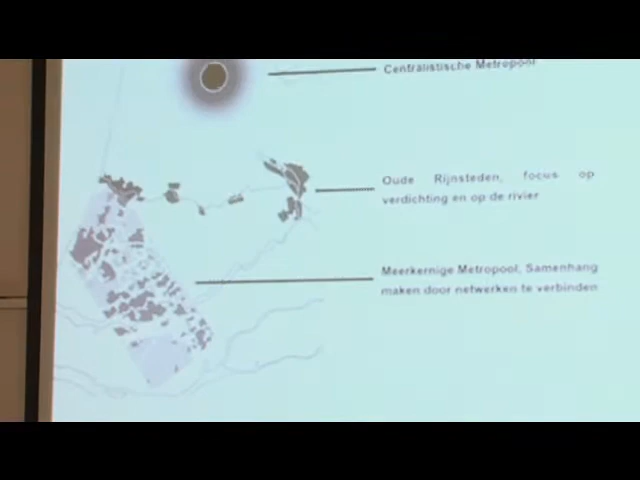 Centralistische Metropool
Oude Rijnsteden, focus op
verdichting en op de rivier
Meerkernige Metropool, Samenhang
maken door netwerken te verbinden